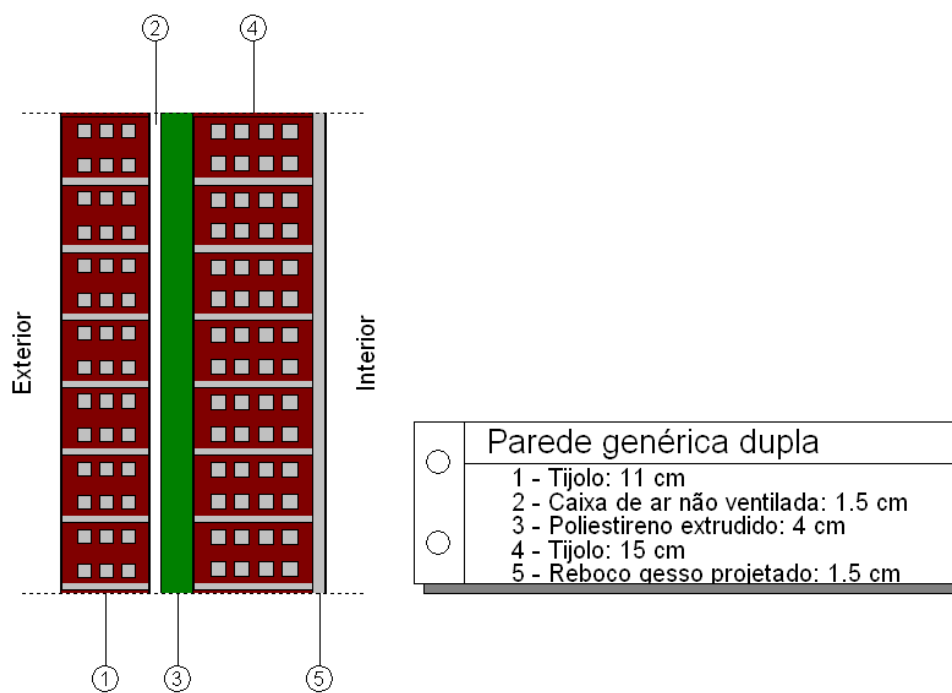 2
4
Exterior
Interior
Parede genérica dupla
1 - Tijolo: 11 cm
2 - Caixa de ar não ventilada: 1.5 cm
3 - Poliestireno extrudido: 4 cm
4 - Tijolo: 15 cm
5 - Reboco gesso projetado: 1.5 cm
1
3
5